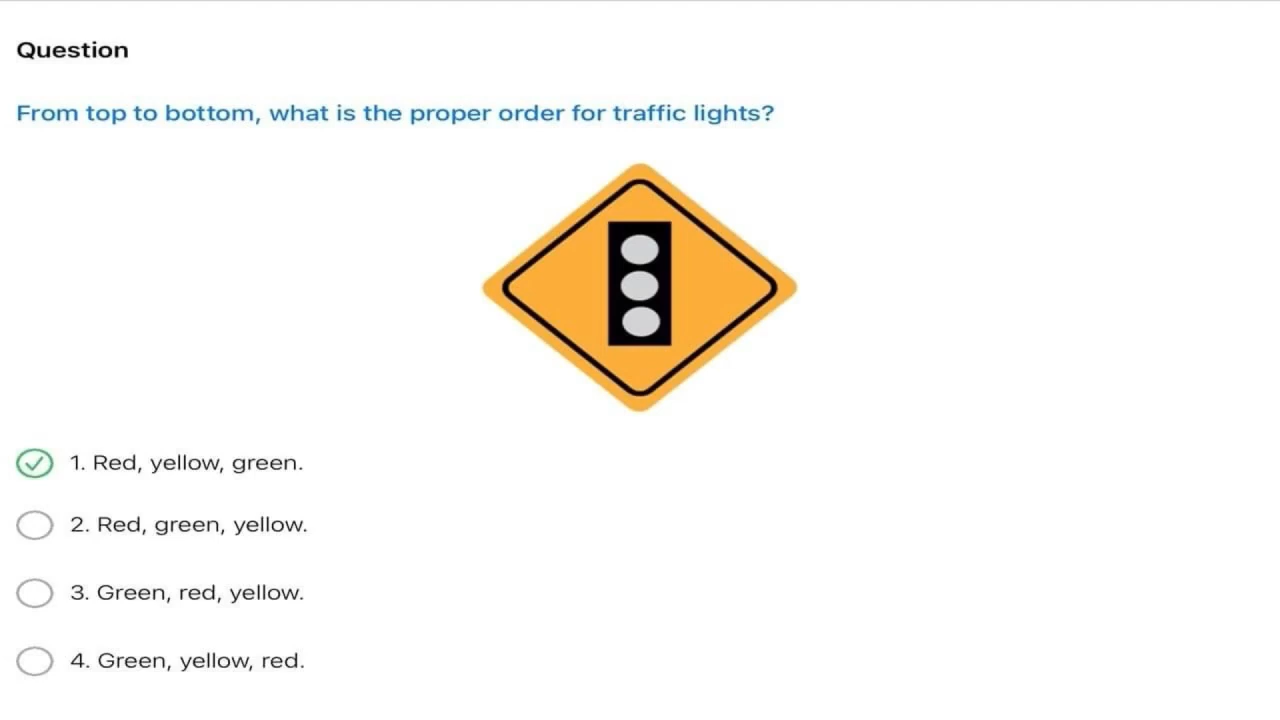 Question
From top to bottom, what is the proper order for traffic lights?
1. Red, yellow, green.
2. Red, green, yellow.
3. Green, red, yellow.
4. Green, yellow, red.